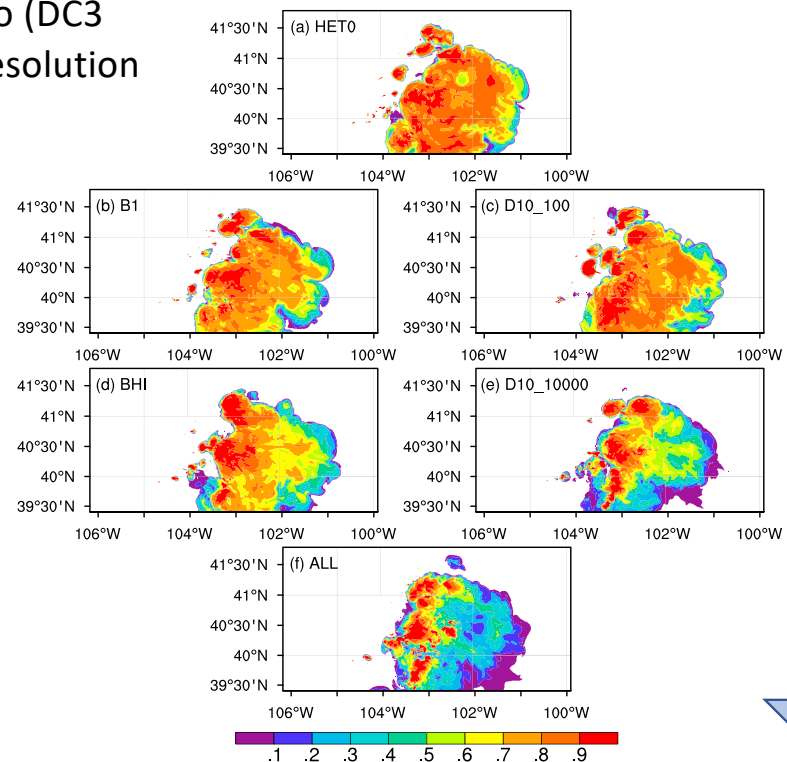 o (DC3
esolution
(a) HET0
41°30'N
41°N
40°30'N
40°N
39°30'N
106°W 104°W 102°W 100°W
(b) B1
41°30'N
41°N
40°30'N
40°N
39°30'N
106°W 104°W 102°W 100°W
(c) D10_100
41°30'N
41°N
40°30'N
40°N
39°30'N
106°W 104°W 102°W 100°W
(d) BHI
41°30'N
41°N
40°30'N
40°N
39°30'N
106°W 104°W 102°W 100°W
(e) D10_10000
41°30'N
41°N
40°30'N
40°N
39°30'N
106°W 104°W 102°W 100°W
(f) ALL
41°30'N
41°N
40°30'N
40°N
39°30'N
106°W 104°W 102°W 100°W
.1 .2 .3 .4 .5 .6 .7 .8 .9